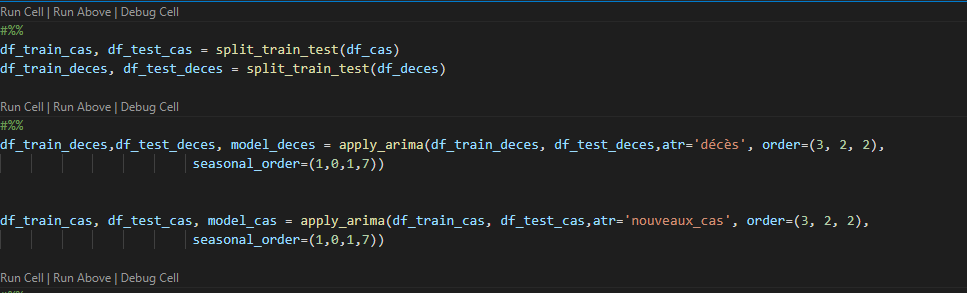 Run Cell | Run Above | Debug Cell
#%%
df_train_cas, df_test_cas = split_train_test(df_cas)
df_train_deces, df_test_deces = split_train_test(df_deces)
Run Cell | Run Above | Debug Cell
#%%
df_train_deces,df_test_deces, model_deces = apply_arima(df_train_deces, df_test_deces,atr='décès', order=(3, 2, 2),
seasonal_order=(1,0,1,7))
df_train_cas, df_test_cas, model_cas = apply_arima(df_train_cas, df_test_cas,atr='nouveaux_cas', order=(3, 2, 2),
seasonal_order=(1,0,1,7))
Run Cell | Run Above | Debug Cell
#%%